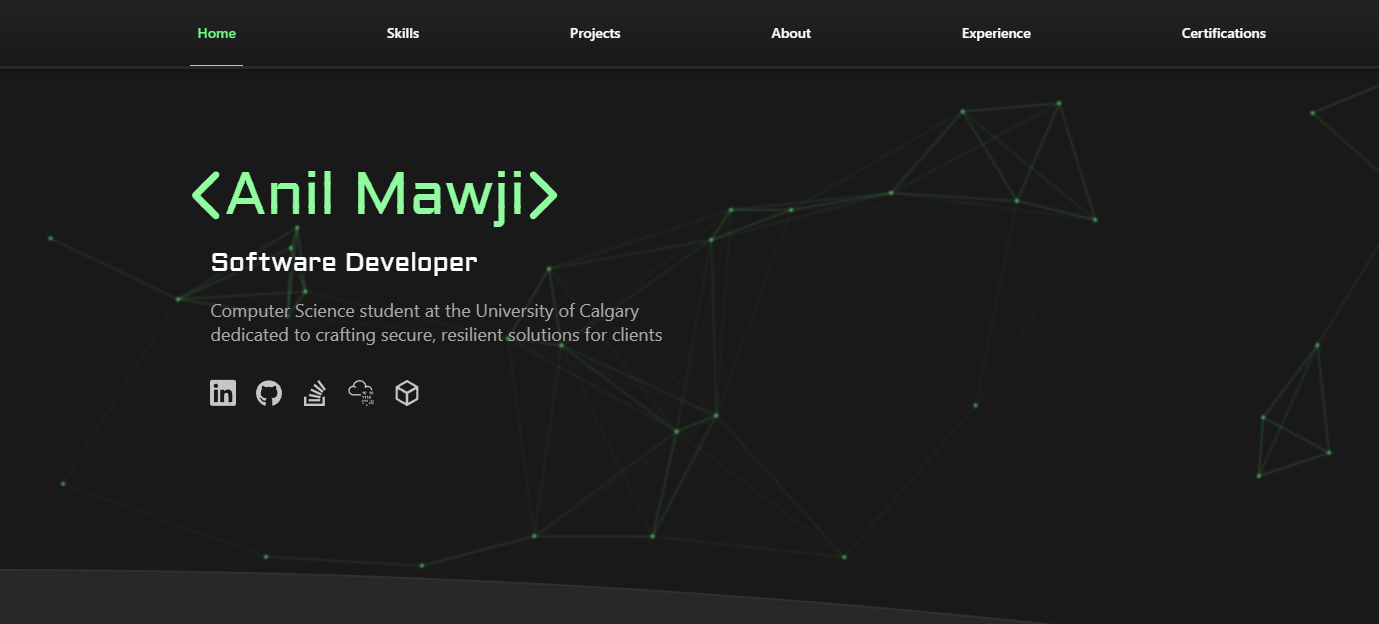 Home Skills Projects About Experience Certifications
<Anil Mawji>
Software Developer
Computer Science student at the University of Calgary
dedicated to crafting secure, resilient solutions for clients
in